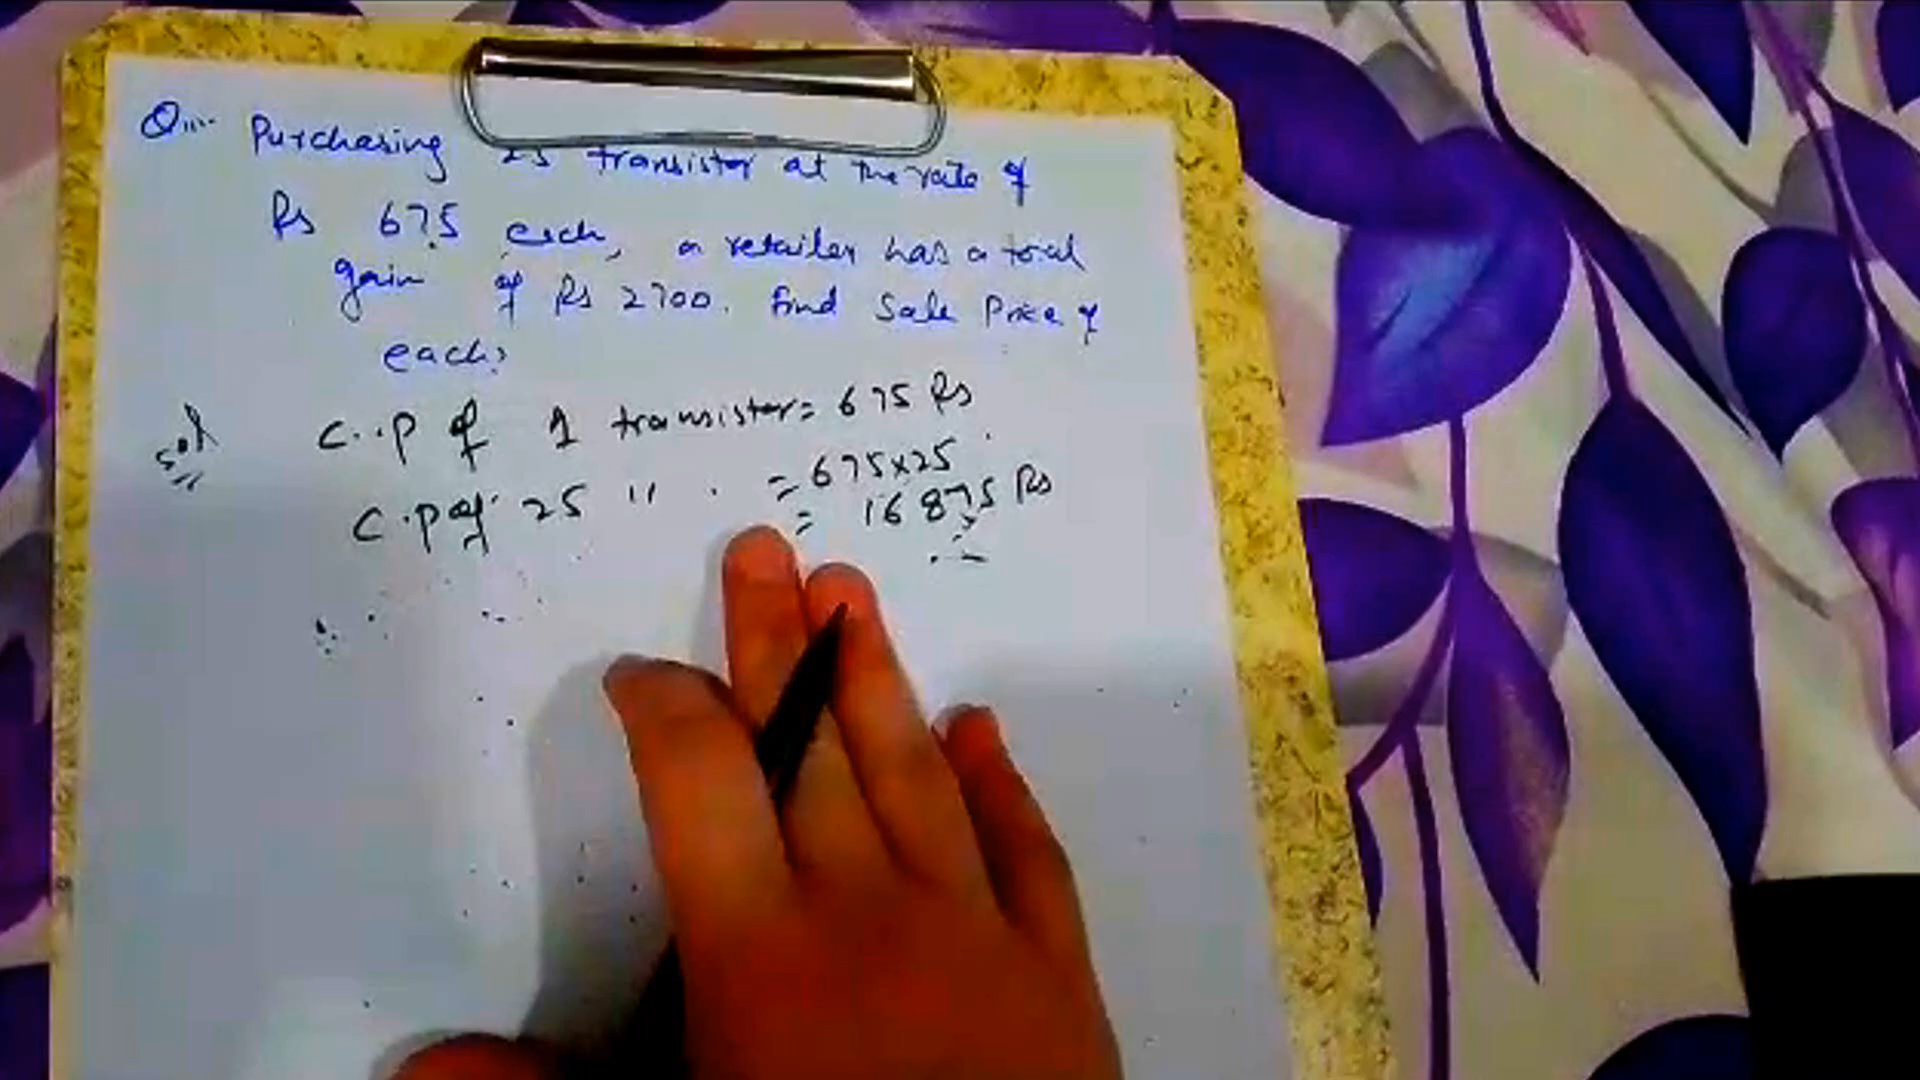 Q.... Purchasing 25 transistor at the rate of
Rs 675 each, a retailer has a total
gain of Rs 2700. Find Sale Price of
each?
Sol C.P of 1 transistor = 675 Rs
C.P of 25 " = 675x25
= 16875 Rs